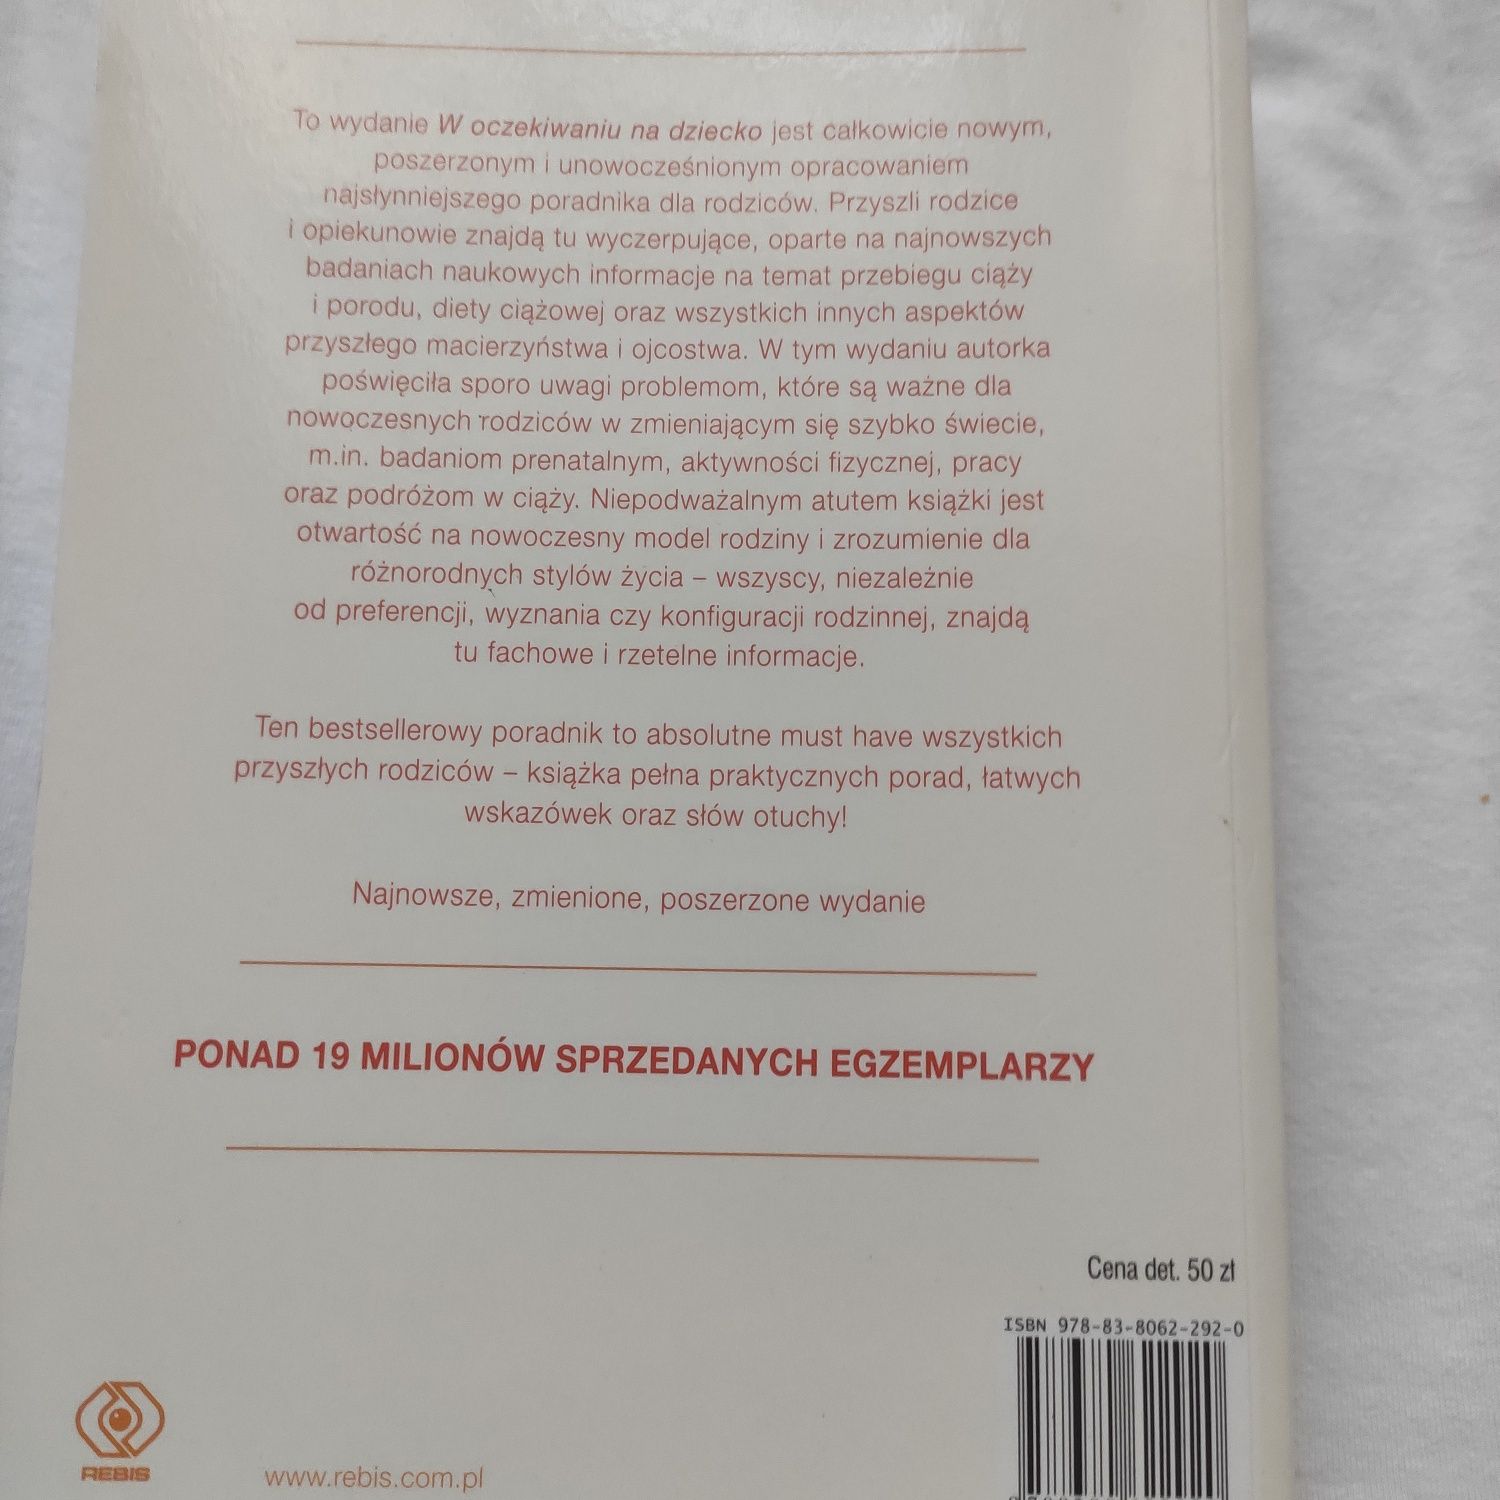 To wydanie W oczekiwaniu na dziecko jest całkowicie nowym,
poszerzonym i unowocześnionym opracowaniem
najsłynniejszego poradnika dla rodziców. Przyszli rodzice
i opiekunowie znajdą tu wyczerpujące, oparte na najnowszych
badaniach naukowych informacje na temat przebiegu ciąży
i porodu, diety ciążowej oraz wszystkich innych aspektów
przyszłego macierzyństwa i ojcostwa. W tym wydaniu autorka
poświęciła sporo uwagi problemom, które są ważne dla
nowoczesnych rodziców w zmieniającym się szybko świecie,
m.in. badaniom prenatalnym, aktywności fizycznej, pracy
oraz podróżom w ciąży. Niepodważalnym atutem książki jest
otwartość na nowoczesny model rodziny i zrozumienie dla
różnorodnych stylów życia – wszyscy, niezależnie
od preferencji, wyznania czy konfiguracji rodzinnej, znajdą
tu fachowe i rzetelne informacje.
Ten bestsellerowy poradnik to absolutne must have wszystkich
przyszłych rodziców – książka pełna praktycznych porad, łatwych
wskazówek oraz słów otuchy!
Najnowsze, zmienione, poszerzone wydanie
PONAD 19 MILIONÓW SPRZEDANYCH EGZEMPLARZY
Cena det. 50 zł
ISBN 978-83-8062-292-0
REBIS
www.rebis.com.pl